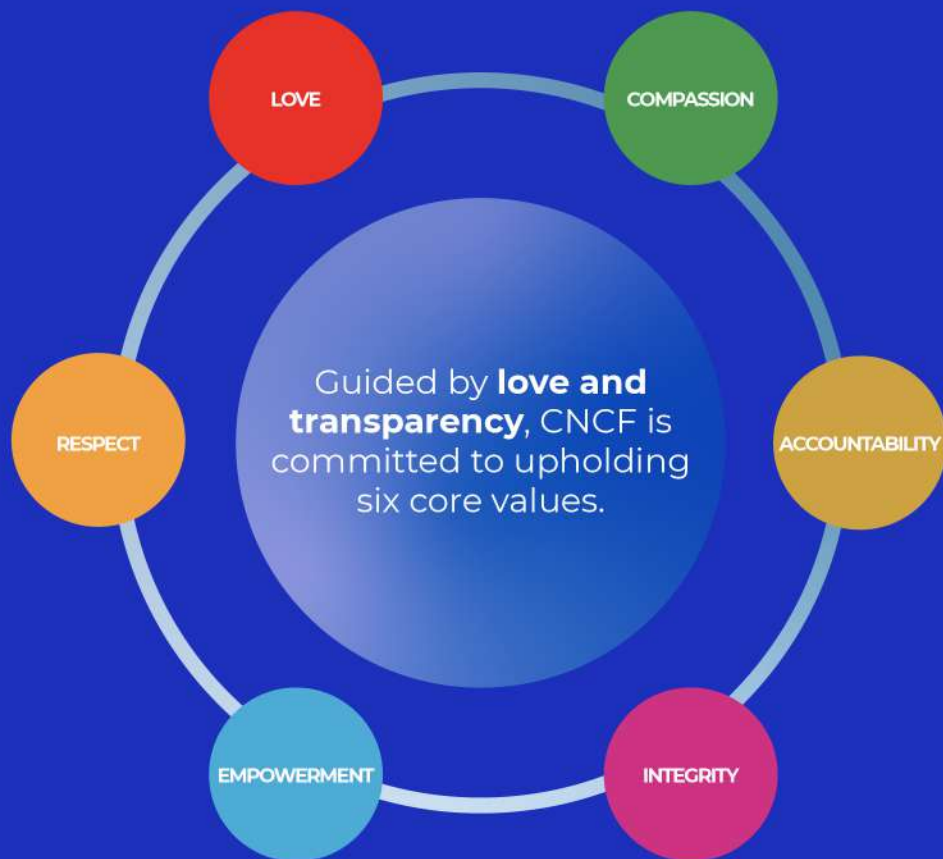 LOVE
COMPASSION
Guided by love and
transparency, CNCF is
committed to upholding
six core values.
RESPECT
ACCOUNTABILITY
EMPOWERMENT
INTEGRITY